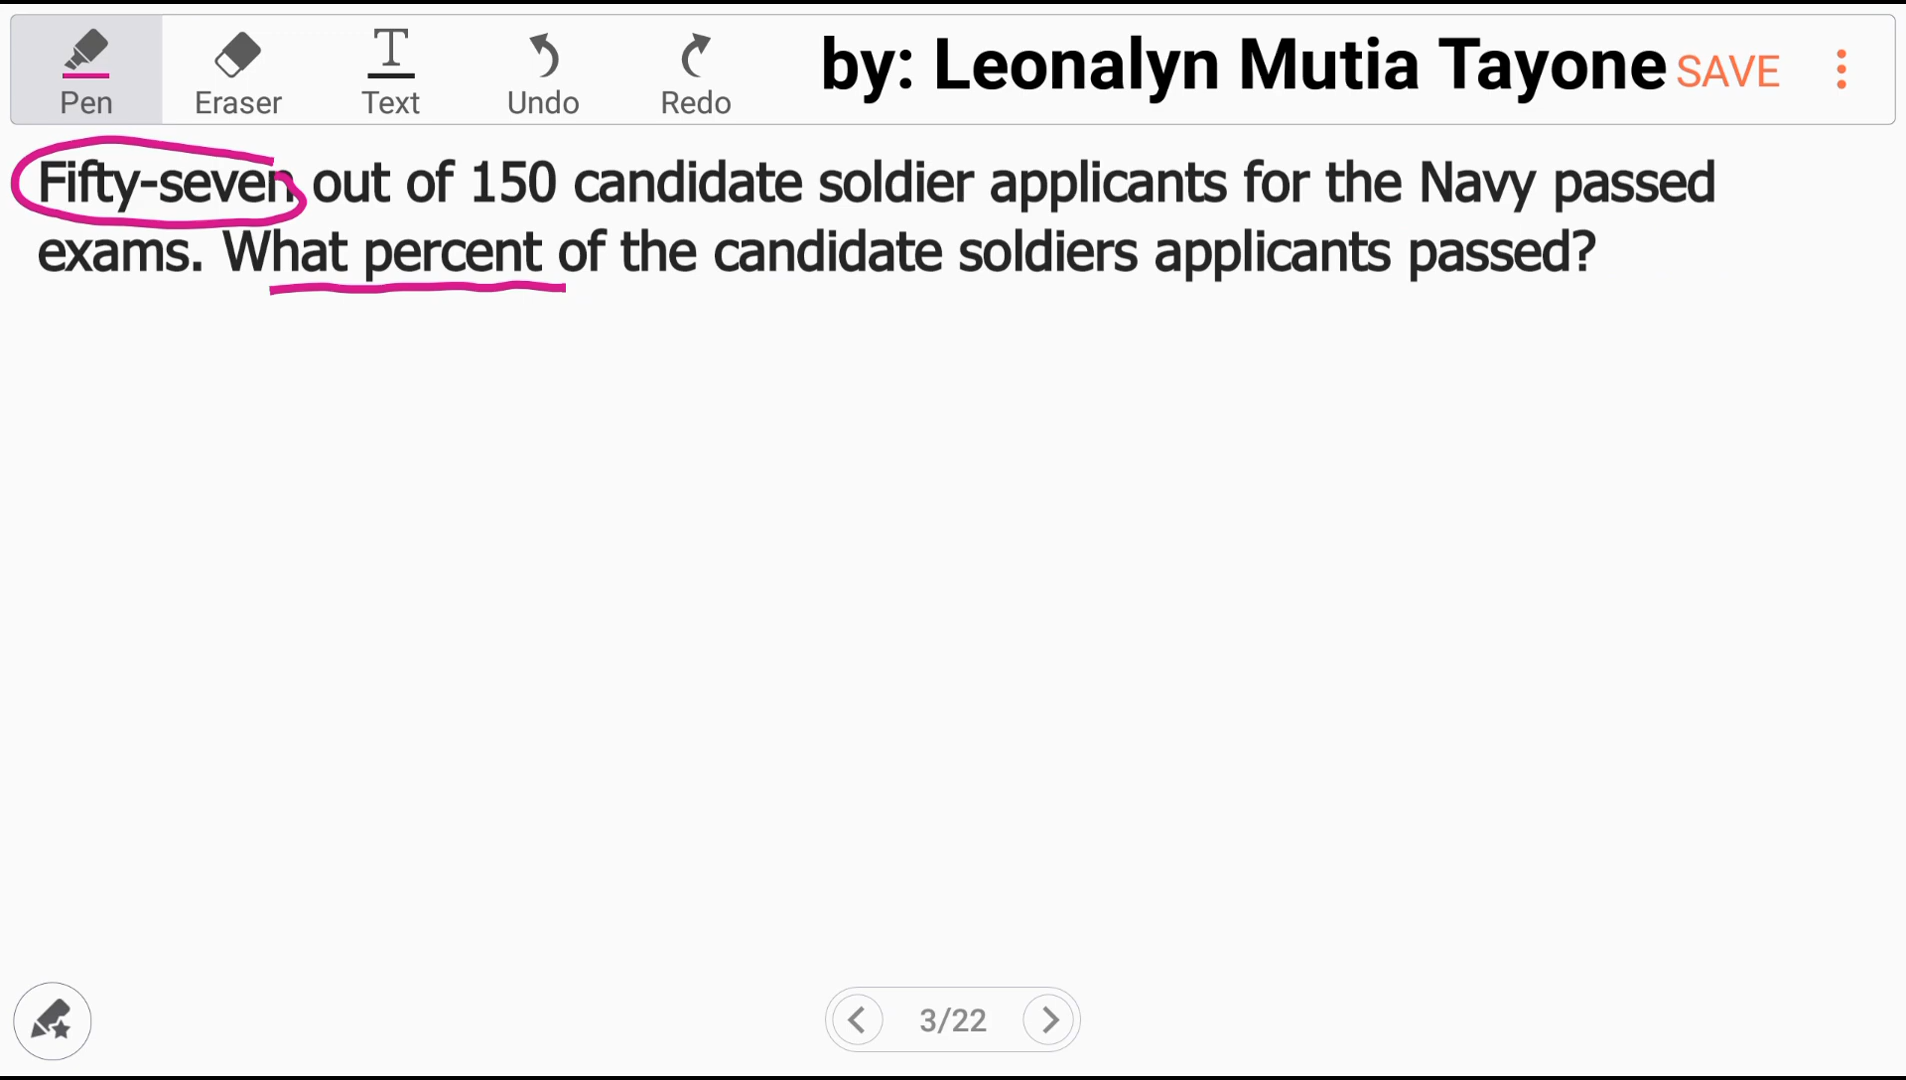 by: Leonalyn Mutia Tayone SAVE
Pen Eraser Text Undo Redo
Fifty-seven out of 150 candidate soldier applicants for the Navy passed
exams. What percent of the candidate soldiers applicants passed?
3/22